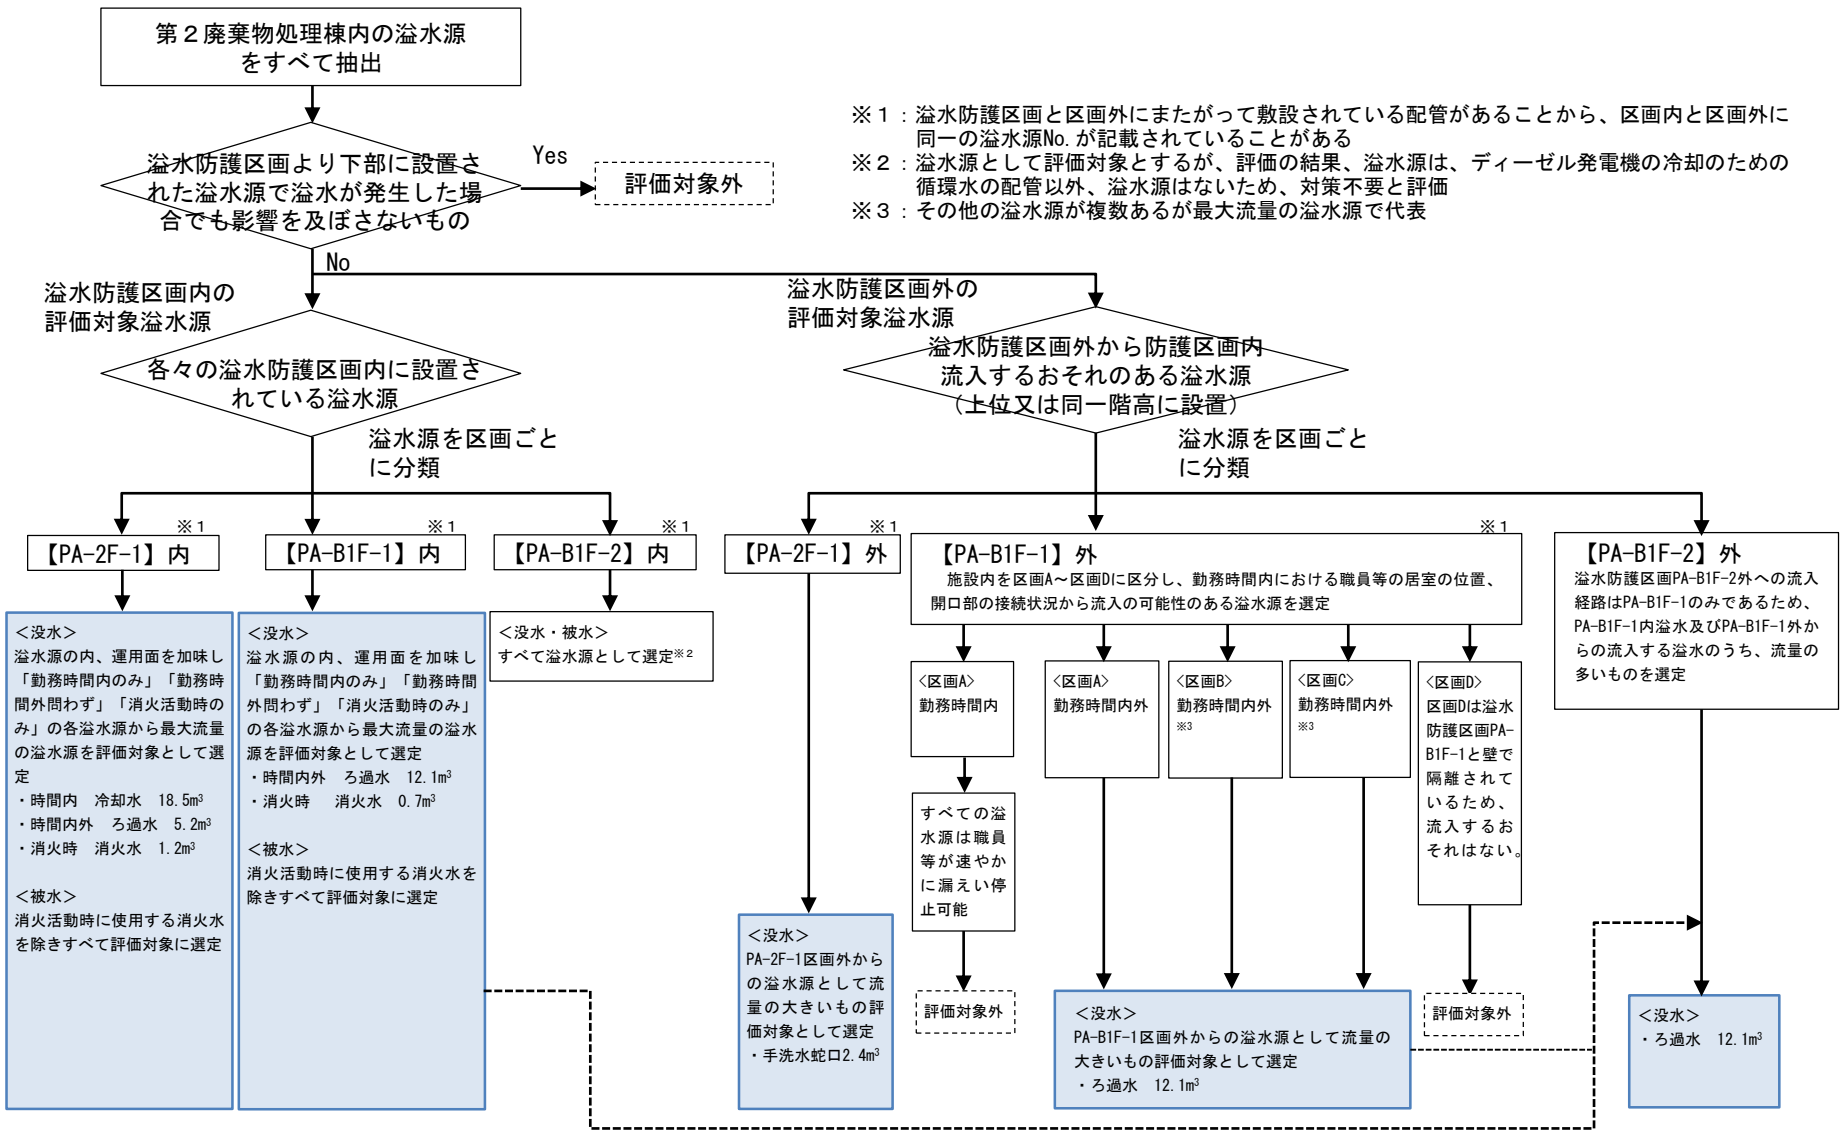 第２廃棄物処理棟内の溢水源
をすべて抽出
溢水防護区画より下部に設置さ
れた溢水源で溢水が発生した場
合でも影響を及ぼさないもの
Yes
評価対象外
※１：溢水防護区画と区画外にまたがって敷設されている配管があることから、区画内と区画外に
同一の溢水源No.が記載されていることがある
※２：溢水源として評価対象とするが、評価の結果、溢水源は、ディーゼル発電機の冷却のための
循環水の配管以外、溢水源はないため、対策不要と評価
※３：その他の溢水源が複数あるが最大流量の溢水源で代表
No
溢水防護区画内の
評価対象溢水源
溢水防護区画外の
評価対象溢水源
各々の溢水防護区画内に設置さ
れている溢水源
溢水防護区画外から防護区画内
流入するおそれのある溢水源
（上位又は同一階高に設置）
溢水源を区画ごと
に分類
溢水源を区画ごと
に分類
※1
【PA-2F-1】内
※1
【PA-B1F-1】内
※1
【PA-B1F-2】内
※1
【PA-2F-1】外
※1
【PA-B1F-1】外
施設内を区画A～区画Dに区分し、勤務時間内における職員等の居室の位置、
開口部の接続状況から流入の可能性のある溢水源を選定
【PA-B1F-2】外
溢水防護区画PA-B1F-2外への流入
経路はPA-B1F-1のみであるため、
PA-B1F-1内溢水及びPA-B1F-1外か
らの流入する溢水のうち、流量の
多いものを選定
＜没水＞
溢水源の内、運用面を加味し
「勤務時間内のみ」「勤務時
間外問わず」「消火活動時の
み」の各溢水源から最大流量
の溢水源を評価対象として選
定
・時間内　冷却水　18.5m³
・時間内外　ろ過水　5.2m³
・消火時　消火水　1.2m³
＜被水＞
消火活動時に使用する消火水
を除きすべて評価対象に選定
＜没水＞
溢水源の内、運用面を加味し
「勤務時間内のみ」「勤務時間
外問わず」「消火活動時のみ」
の各溢水源から最大流量の溢水
源を評価対象として選定
・時間内外　ろ過水　12.1m³
・消火時　　消火水　0.7m³
＜被水＞
消火活動時に使用する消火水を
除きすべて評価対象に選定
＜没水・被水＞
すべて溢水源として選定※2
＜没水＞
PA-2F-1区画外から
の溢水源として流
量の大きいもの評
価対象として選定
・手洗水蛇口2.4m³
〈区画A〉
勤務時間内
すべての溢
水源は職員
等が速やか
に漏えい停
止可能
評価対象外
〈区画A〉
勤務時間内外
〈区画B〉
勤務時間内外
※3
〈区画C〉
勤務時間内外
※3
〈区画D〉
区画Dは溢水
防護区画PA-
B1F-1と壁で
隔離されて
いるため、
流入するお
それはない。
評価対象外
＜没水＞
PA-B1F-1区画外からの溢水源として流量の
大きいもの評価対象として選定
・ろ過水　12.1m³
＜没水＞
・ろ過水　12.1m³